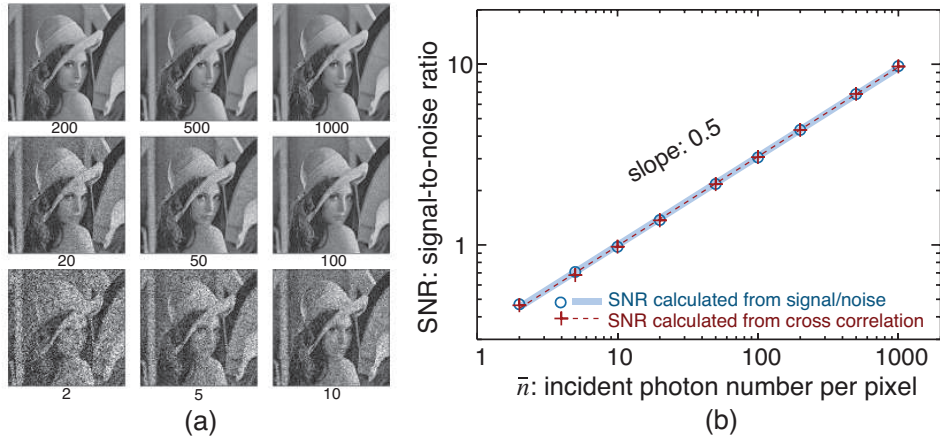 200 500 1000
20 50 100
2 5 10
(a)
SNR: signal-to-noise ratio
10
1
slope: 0.5
SNR calculated from signal/noise
SNR calculated from cross correlation
1 10 100 1000
n̄: incident photon number per pixel
(b)